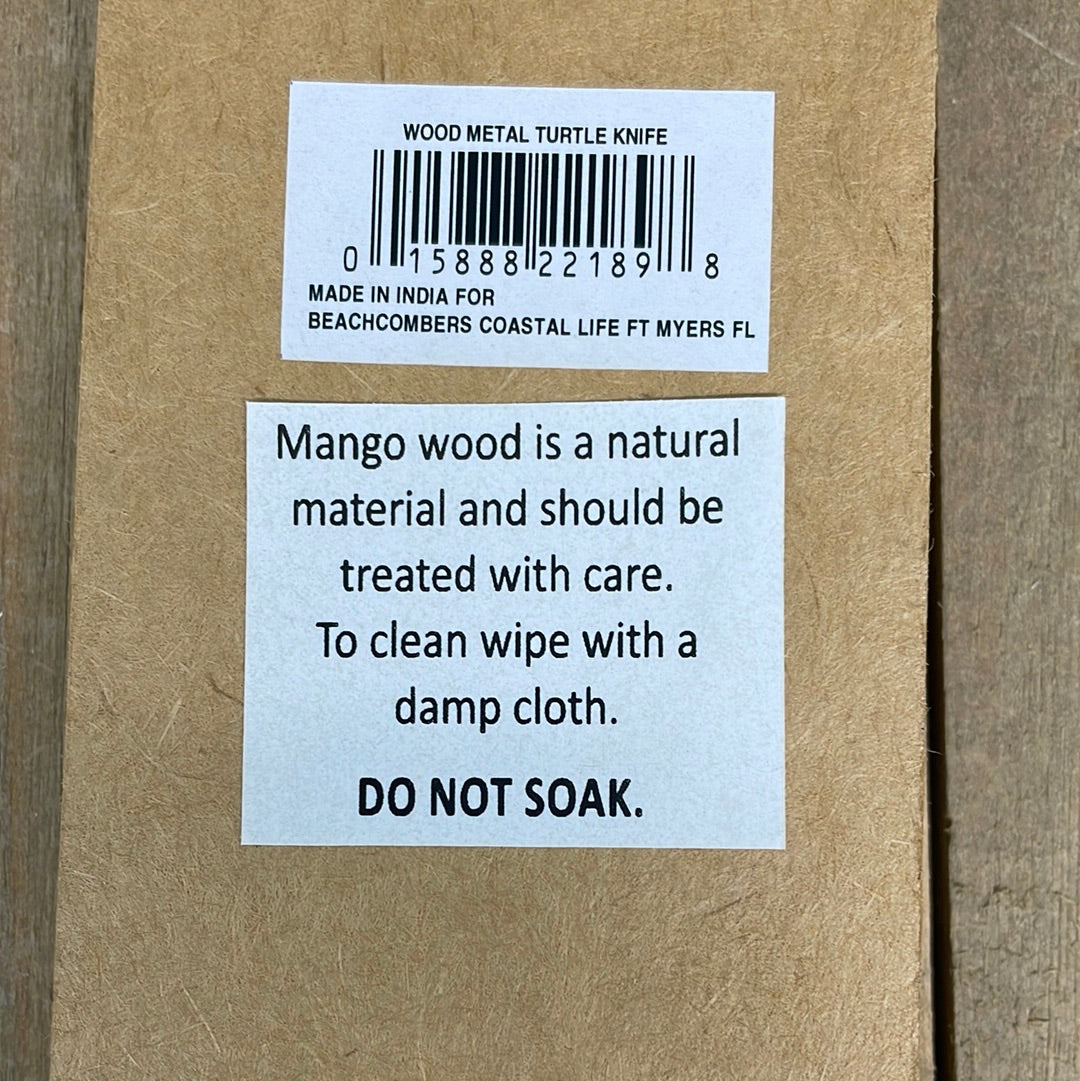 WOOD METAL TURTLE KNIFE
0 15888 22189 8
MADE IN INDIA FOR
BEACHCOMBERS COASTAL LIFE FT MYERS FL
Mango wood is a natural
material and should be
treated with care.
To clean wipe with a
damp cloth.
DO NOT SOAK.